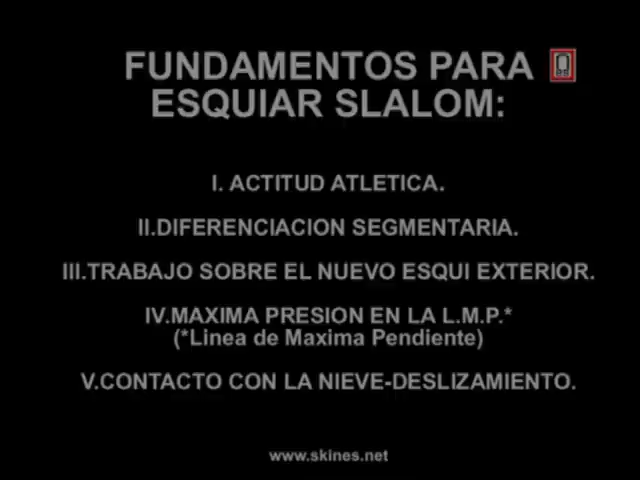 FUNDAMENTOS PARA
ESQUIAR SLALOM:
I. ACTITUD ATLETICA.
II.DIFERENCIACION SEGMENTARIA.
III.TRABAJO SOBRE EL NUEVO ESQUI EXTERIOR.
IV.MAXIMA PRESION EN LA L.M.P.*
(*Linea de Maxima Pendiente)
V.CONTACTO CON LA NIEVE-DESLIZAMIENTO.
www.skines.net